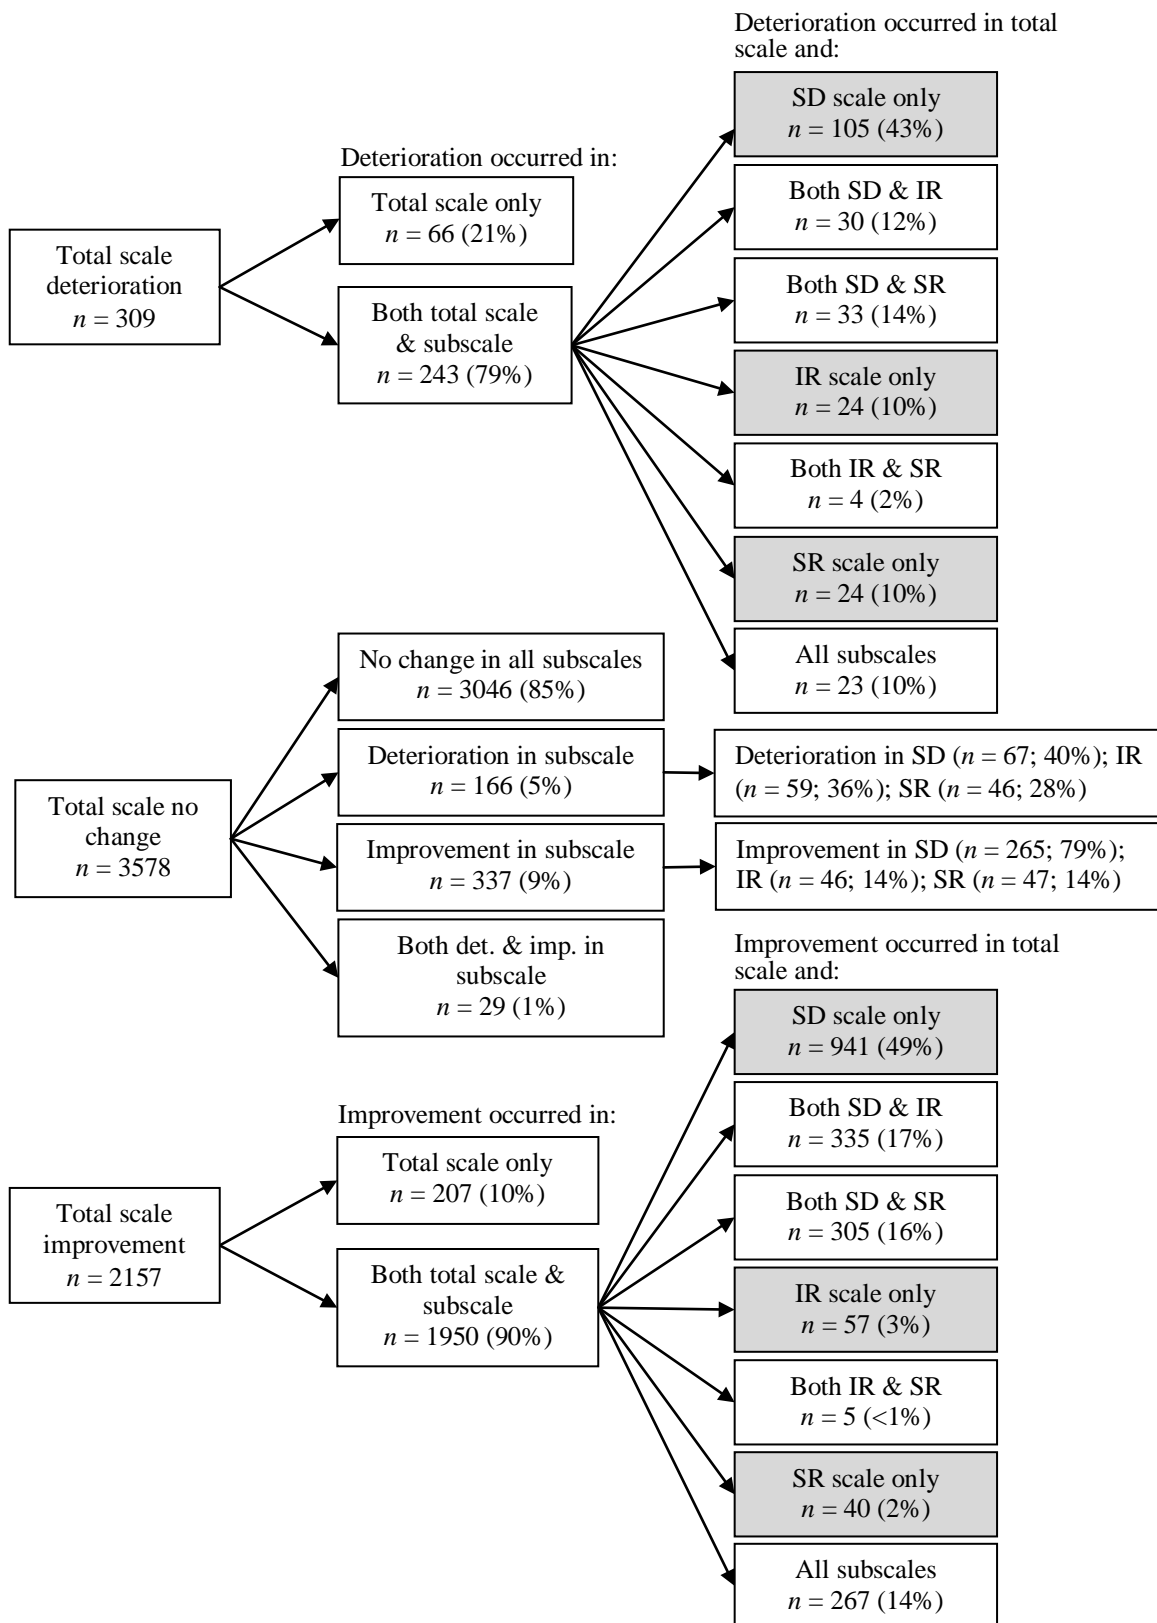 Deterioration occurred in total
scale and:
SD scale only
n = 105 (43%)
Deterioration occurred in:
Total scale only
n = 66 (21%)
Both SD & IR
n = 30 (12%)
Total scale
deterioration
n = 309
Both total scale
& subscale
n = 243 (79%)
Both SD & SR
n = 33 (14%)
IR scale only
n = 24 (10%)
Both IR & SR
n = 4 (2%)
SR scale only
n = 24 (10%)
All subscales
n = 23 (10%)
No change in all subscales
n = 3046 (85%)
Total scale no
change
n = 3578
Deterioration in subscale
n = 166 (5%)
Deterioration in SD (n = 67; 40%); IR
(n = 59; 36%); SR (n = 46; 28%)
Improvement in subscale
n = 337 (9%)
Improvement in SD (n = 265; 79%);
IR (n = 46; 14%); SR (n = 47; 14%)
Both det. & imp. in
subscale
n = 29 (1%)
Improvement occurred in total
scale and:
SD scale only
n = 941 (49%)
Improvement occurred in:
Total scale only
n = 207 (10%)
Both SD & IR
n = 335 (17%)
Total scale
improvement
n = 2157
Both total scale &
subscale
n = 1950 (90%)
Both SD & SR
n = 305 (16%)
IR scale only
n = 57 (3%)
Both IR & SR
n = 5 (<1%)
SR scale only
n = 40 (2%)
All subscales
n = 267 (14%)